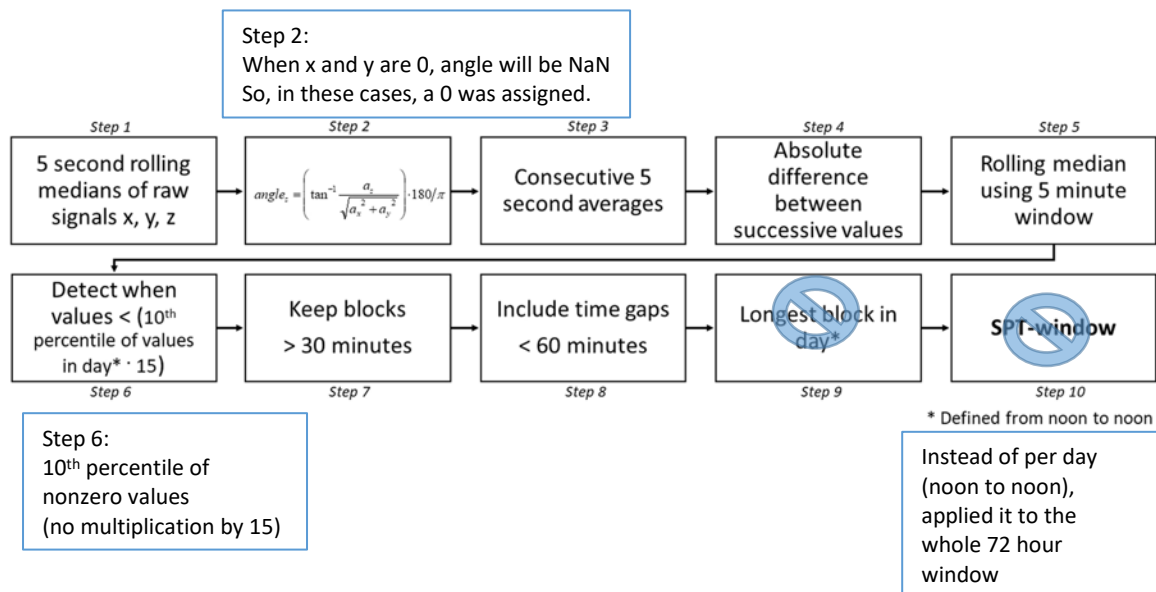 Step 2:
When x and y are 0, angle will be NaN
So, in these cases, a 0 was assigned.
Step 1
Step 2
Step 3
Step 4
Step 5
5 second rolling
medians of raw
signals x, y, z
angle_z = (tan⁻¹ a_z / √(a_x² + a_y²)) · 180/π
Consecutive 5
second averages
Absolute
difference
between
successive values
Rolling median
using 5 minute
window
Detect when
values < (10th
percentile of values
in day* · 15)
Keep blocks
> 30 minutes
Include time gaps
< 60 minutes
Longest block in
day*
SPT-window
Step 6
Step 7
Step 8
Step 9
Step 10
* Defined from noon to noon
Step 6:
10th percentile of
nonzero values
(no multiplication by 15)
Instead of per day
(noon to noon),
applied it to the
whole 72 hour
window